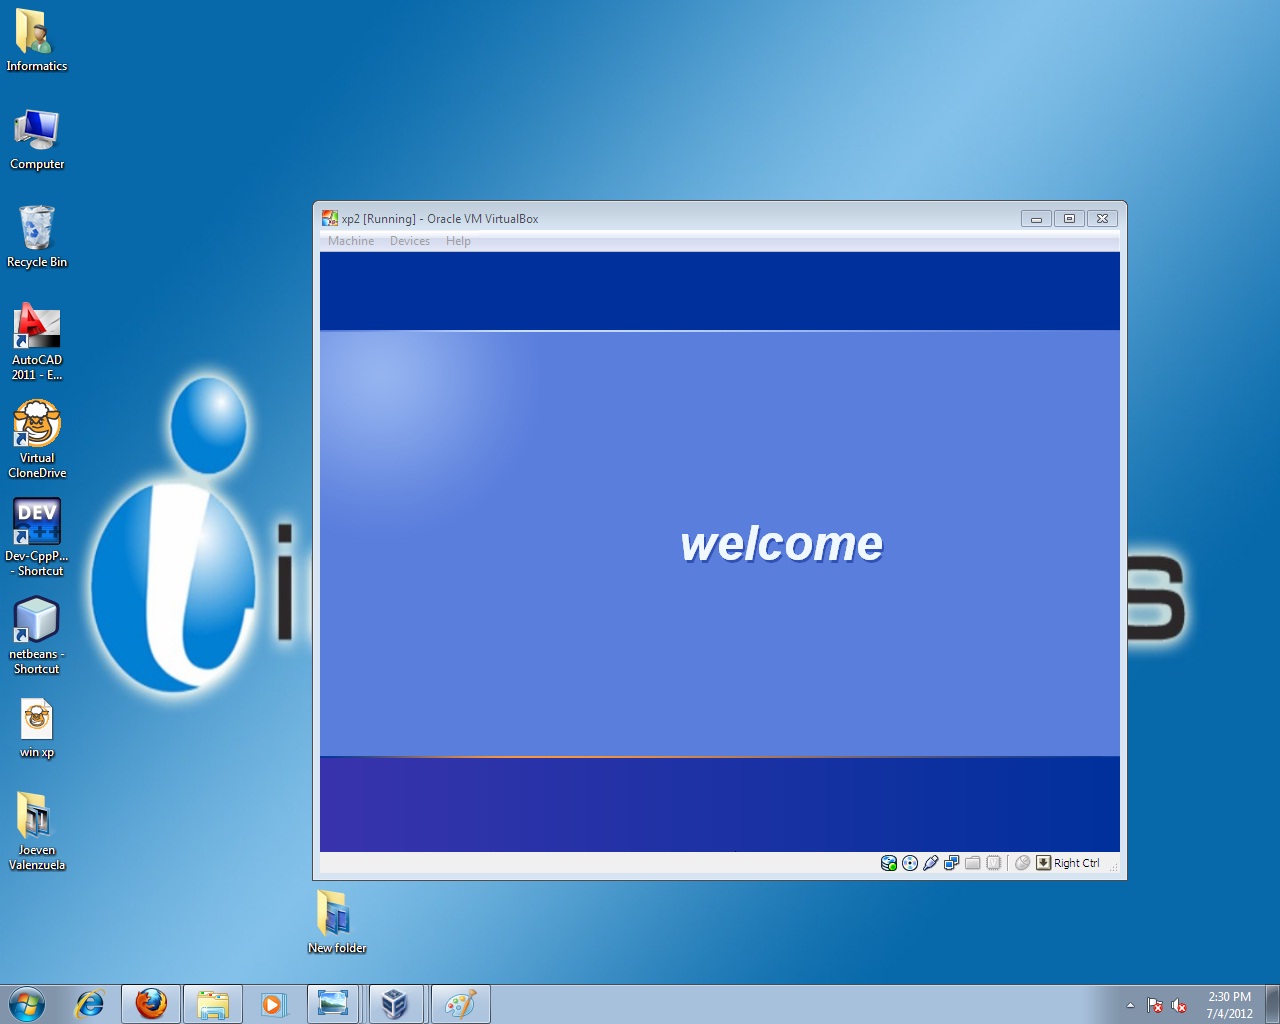 Informatics
Computer
Recycle Bin
AutoCAD
2011 - E...
Virtual
CloneDrive
DEV
C++
Dev-CppP...
- Shortcut
netbeans -
Shortcut
win xp
Joeven
Valenzuela
xp2 [Running] - Oracle VM VirtualBox
Machine Devices Help
welcome
Right Ctrl
New folder
2:30 PM
7/4/2012